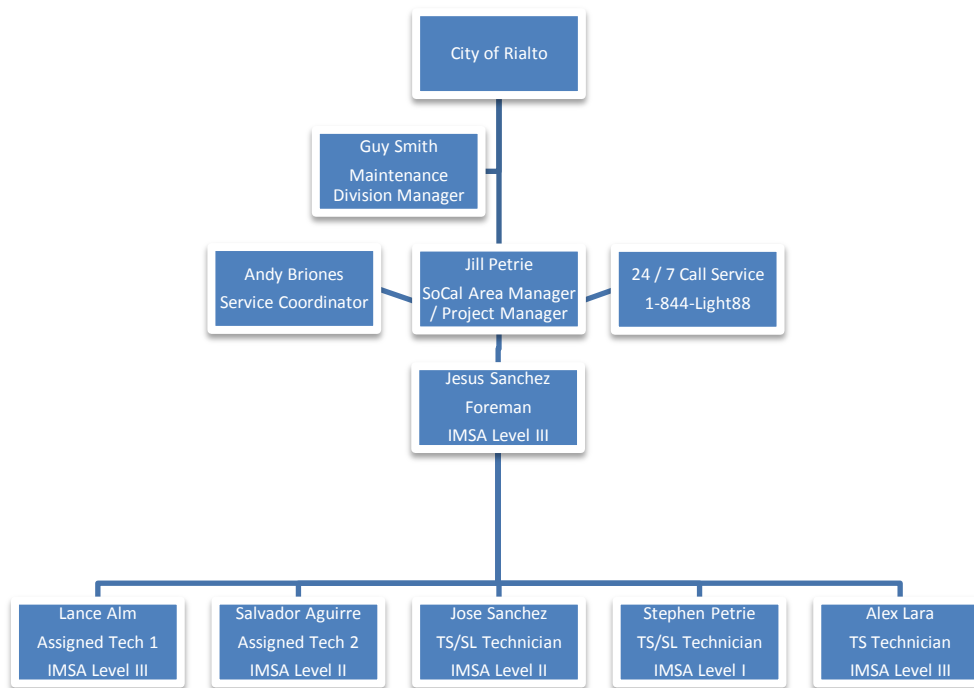 City of Rialto
Guy Smith
Maintenance
Division Manager
Andy Briones
Service Coordinator
Jill Petrie
SoCal Area Manager
/ Project Manager
24 / 7 Call Service
1-844-Light88
Jesus Sanchez
Foreman
IMSA Level III
Lance Alm
Assigned Tech 1
IMSA Level III
Salvador Aguirre
Assigned Tech 2
IMSA Level II
Jose Sanchez
TS/SL Technician
IMSA Level II
Stephen Petrie
TS/SL Technician
IMSA Level I
Alex Lara
TS Technician
IMSA Level III